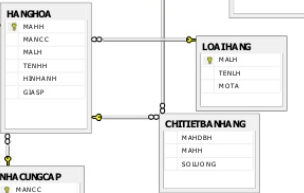 HANGHOA
MAHH
MANCC
MALH
TENHH
HINHANH
GIASP
LOAIHANG
MALH
TENLH
MOTA
CHITIETBANHANG
MAHDBH
MAHH
SOLUONG
NHACUNGCAP
MANCC